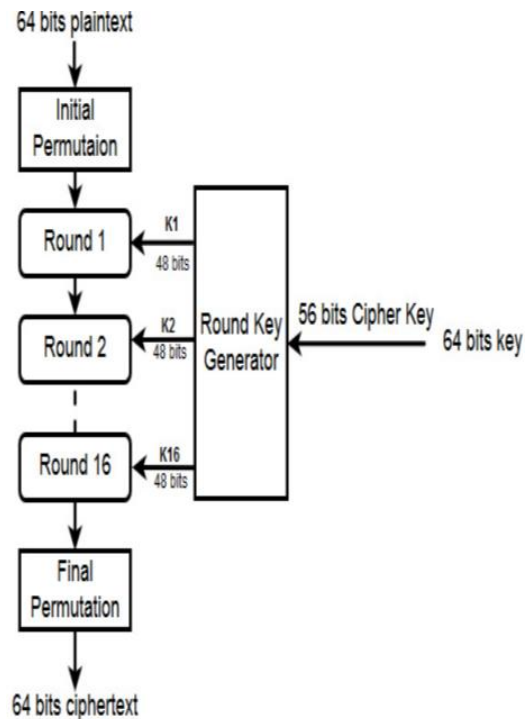 64 bits plaintext
Initial
Permutaion
Round 1
K1
48 bits
Round 2
K2
48 bits
Round Key
Generator
56 bits Cipher Key
64 bits key
Round 16
K16
48 bits
Final
Permutation
64 bits ciphertext